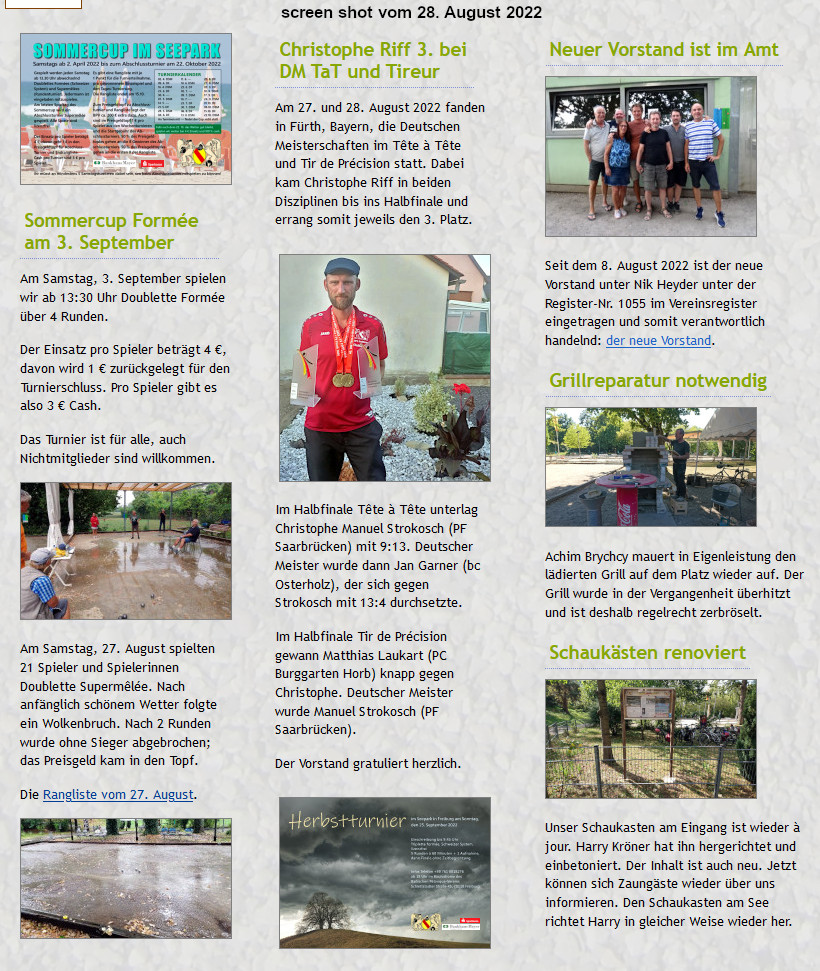 screen shot vom 28. August 2022
SOMMERCUP IM SEEPARK
Samstags ab 2. April 2022 bis zum Abschlussturnier am 22. Oktober 2022
TURNIERKALENDER
Sommercup Formée
am 3. September
Am Samstag, 3. September spielen
wir ab 13:30 Uhr Doublette Formée
über 4 Runden.
Der Einsatz pro Spieler beträgt 4 €,
davon wird 1 € zurückgelegt für den
Turnierschluss. Pro Spieler gibt es
also 3 € Cash.
Das Turnier ist für alle, auch
Nichtmitglieder sind willkommen.
Am Samstag, 27. August spielten
21 Spieler und Spielerinnen
Doublette Supermêlée. Nach
anfänglich schönem Wetter folgte
ein Wolkenbruch. Nach 2 Runden
wurde ohne Sieger abgebrochen;
das Preisgeld kam in den Topf.
Die Rangliste vom 27. August.
Christophe Riff 3. bei
DM TaT und Tireur
Am 27. und 28. August 2022 fanden
in Fürth, Bayern, die Deutschen
Meisterschaften im Tête à Tête
und Tir de Précision statt. Dabei
kam Christophe Riff in beiden
Disziplinen bis ins Halbfinale und
errang somit jeweils den 3. Platz.
Im Halbfinale Tête à Tête unterlag
Christophe Manuel Strokosch (PF
Saarbrücken) mit 9:13. Deutscher
Meister wurde dann Jan Garner (bc
Osterholz), der sich gegen
Strokosch mit 13:4 durchsetzte.
Im Halbfinale Tir de Précision
gewann Matthias Laukart (PC
Burggarten Horb) knapp gegen
Christophe. Deutscher Meister
wurde Manuel Strokosch (PF
Saarbrücken).
Der Vorstand gratuliert herzlich.
Herbstturnier
im Seepark in Freiburg am Sonntag,
den 25. September 2022
Neuer Vorstand ist im Amt
Seit dem 8. August 2022 ist der neue
Vorstand unter Nik Heyder unter der
Register-Nr. 1055 im Vereinsregister
eingetragen und somit verantwortlich
handelnd: der neue Vorstand.
Grillreparatur notwendig
Coca
Achim Brychcy mauert in Eigenleistung den
lädierten Grill auf dem Platz wieder auf. Der
Grill wurde in der Vergangenheit überhitzt
und ist deshalb regelrecht zerbröselt.
Schaukästen renoviert
Unser Schaukasten am Eingang ist wieder à
jour. Harry Kröner hat ihn hergerichtet und
einbetoniert. Der Inhalt ist auch neu. Jetzt
können sich Zaungäste wieder über uns
informieren. Den Schaukasten am See
richtet Harry in gleicher Weise wieder her.